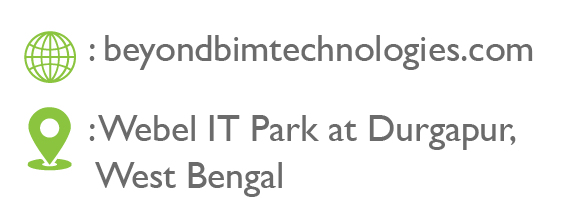 : beyondbimtechnologies.com
: Webel IT Park at Durgapur,
West Bengal